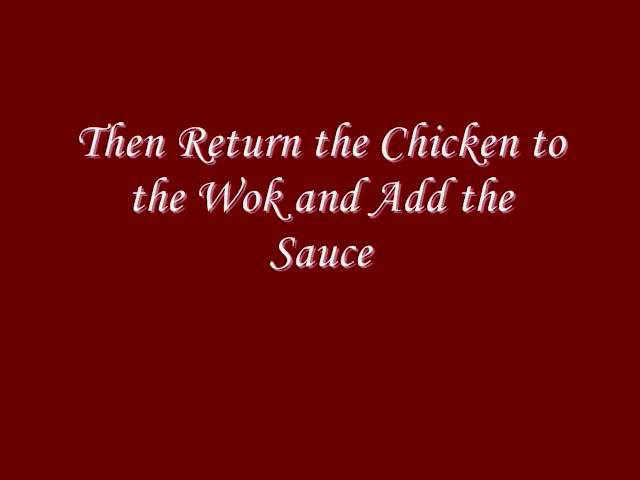 Then Return the Chicken to
the Wok and Add the
Sauce